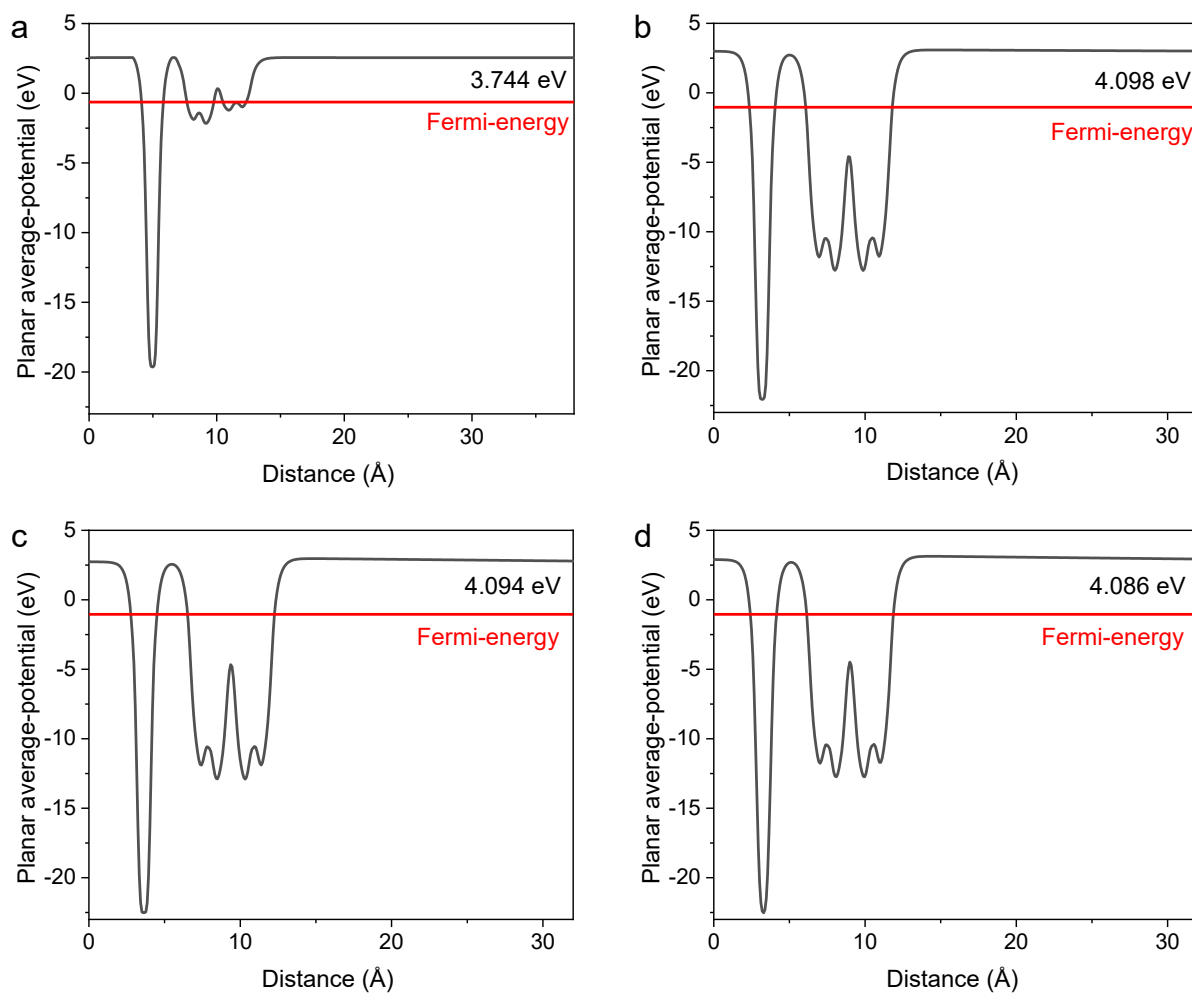 a
5
0
-5
-10
-15
-20
Planar average-potential (eV)
3.744 eV
Fermi-energy
0
10
20
30
Distance (Å)
b
5
0
-5
-10
-15
-20
Planar average-potential (eV)
4.098 eV
Fermi-energy
0
10
20
30
Distance (Å)
c
5
0
-5
-10
-15
-20
Planar average-potential (eV)
4.094 eV
Fermi-energy
0
10
20
30
Distance (Å)
d
5
0
-5
-10
-15
-20
Planar average-potential (eV)
4.086 eV
Fermi-energy
0
10
20
30
Distance (Å)